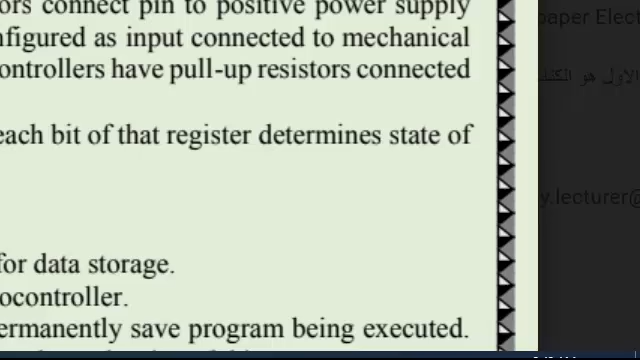 ors connect pin to positive power supply
nfigured as input connected to mechanical
ontrollers have pull-up resistors connected
each bit of that register determines state of
for data storage.
ocontroller.
ermanently save program being executed.
paper Elect
الاول هو الكتاب
y.lecturer@